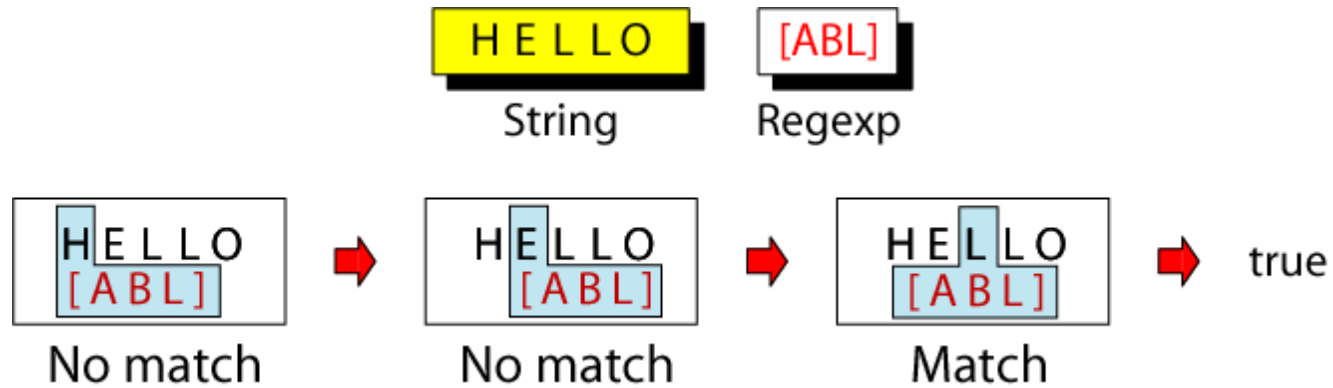 HELLO [ABL]
String Regexp
HELLO HELLO HELLO
[ABL] [ABL] [ABL] true
No match No match Match